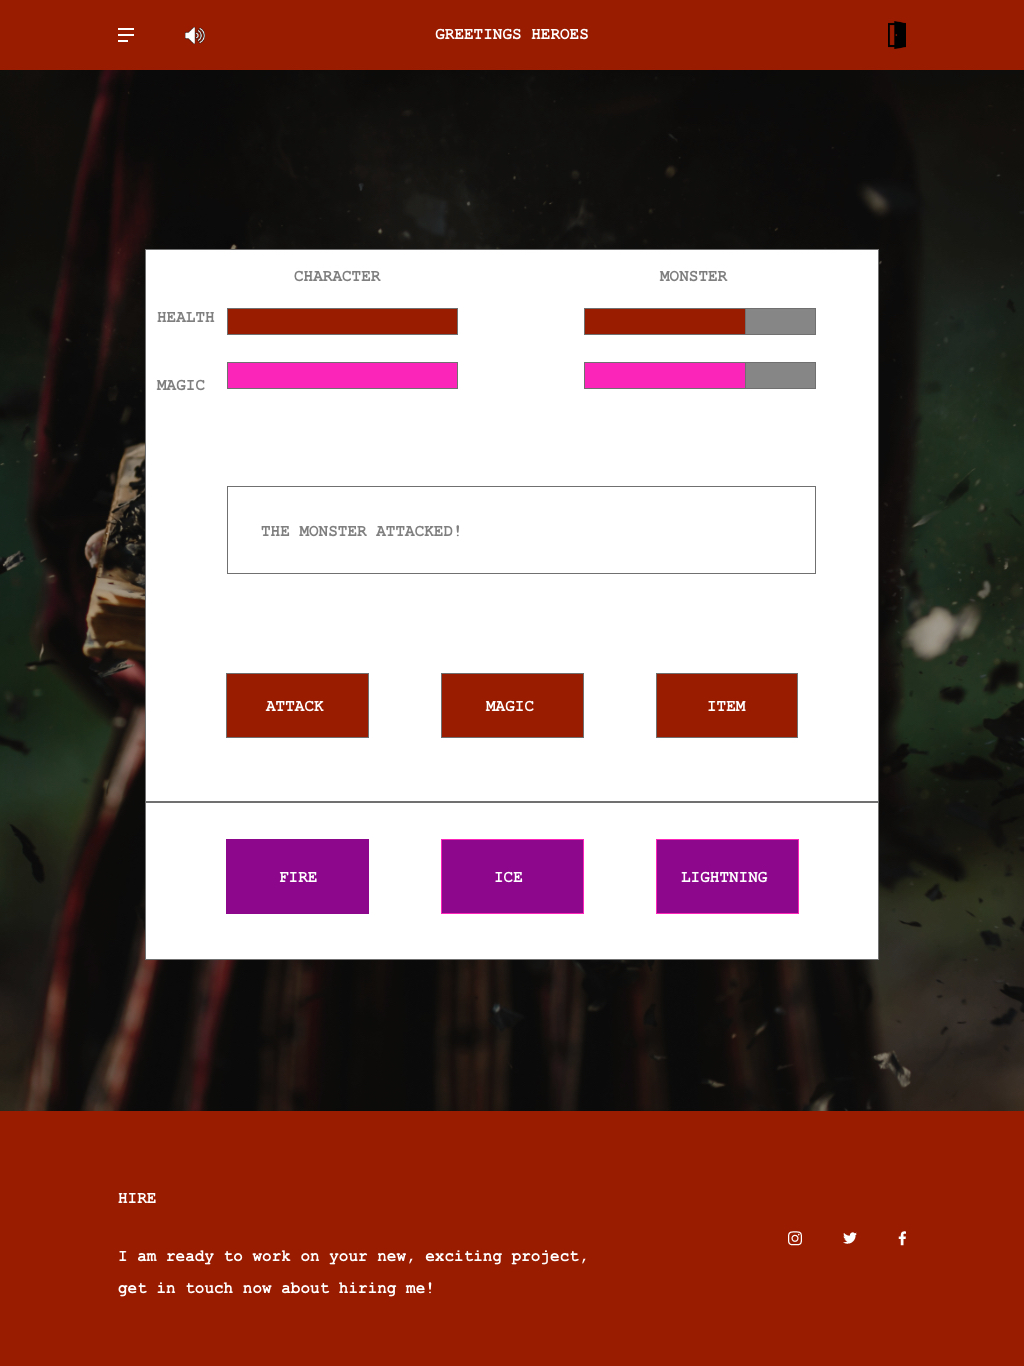 GREETINGS HEROES
CHARACTER
MONSTER
HEALTH
MAGIC
THE MONSTER ATTACKED!
ATTACK
MAGIC
ITEM
FIRE
ICE
LIGHTNING
HIRE
I am ready to work on your new, exciting project,
get in touch now about hiring me!